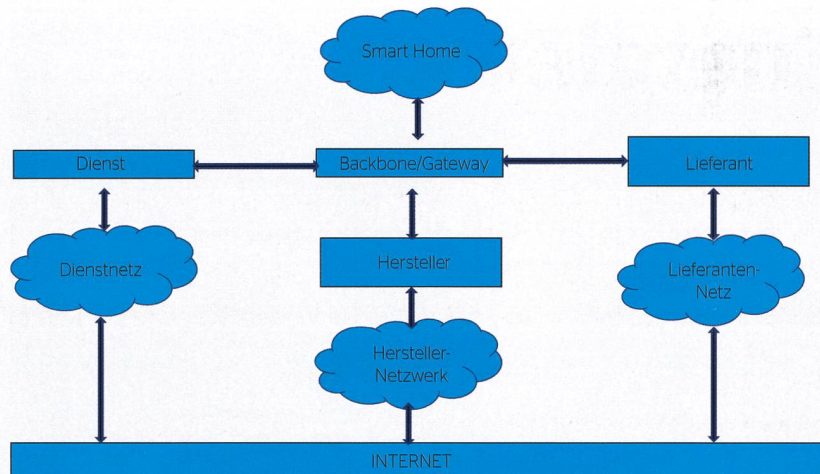 Smart Home
Dienst
Backbone/Gateway
Lieferant
Dienstnetz
Hersteller
Lieferanten-
Netz
Hersteller-
Netzwerk
INTERNET